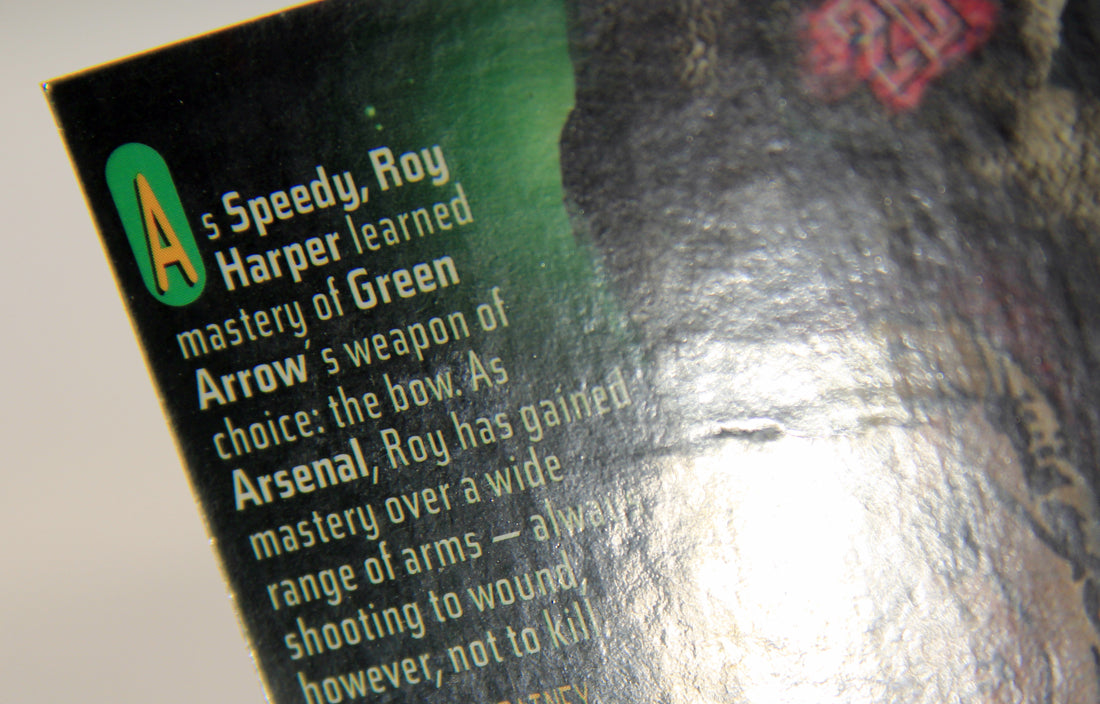 As Speedy, Roy
Harper learned
mastery of Green
Arrow's weapon of
choice: the bow. As
Arsenal, Roy has gained
mastery over a wide
range of arms — always
shooting to wound,
however, not to kill.